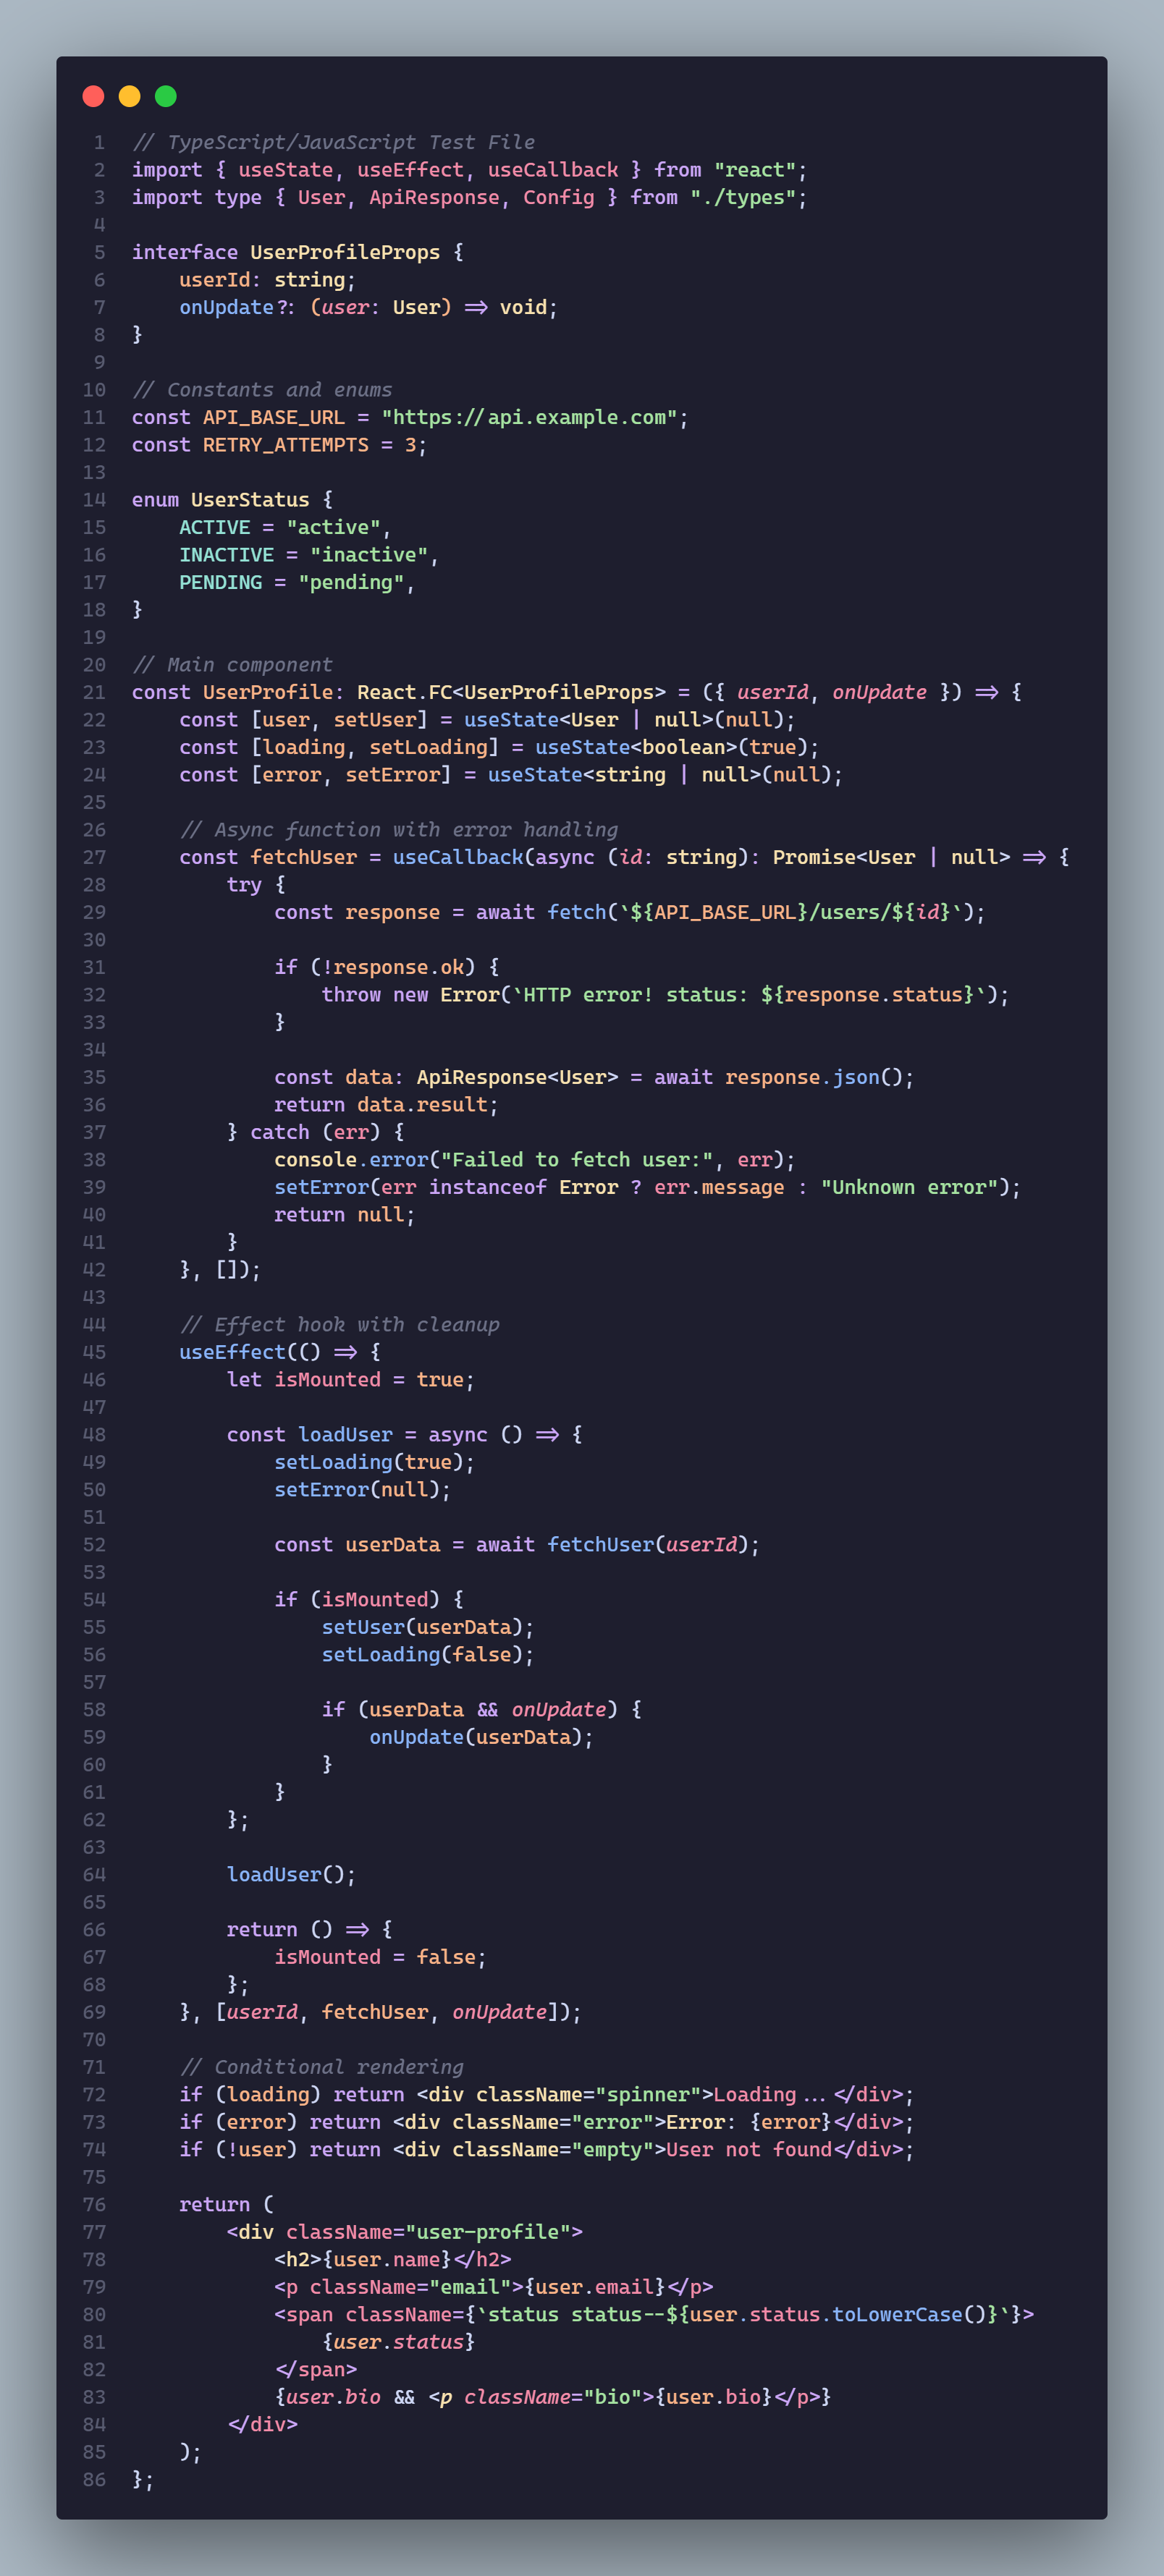 1 // TypeScript/JavaScript Test File
2 import { useState, useEffect, useCallback } from "react";
3 import type { User, ApiResponse, Config } from "./types";
4
5 interface UserProfileProps {
6     userId: string;
7     onUpdate?: (user: User) => void;
8 }
9
10 // Constants and enums
11 const API_BASE_URL = "https://api.example.com";
12 const RETRY_ATTEMPTS = 3;
13
14 enum UserStatus {
15     ACTIVE = "active",
16     INACTIVE = "inactive",
17     PENDING = "pending",
18 }
19
20 // Main component
21 const UserProfile: React.FC<UserProfileProps> = ({ userId, onUpdate }) => {
22     const [user, setUser] = useState<User | null>(null);
23     const [loading, setLoading] = useState<boolean>(true);
24     const [error, setError] = useState<string | null>(null);
25
26     // Async function with error handling
27     const fetchUser = useCallback(async (id: string): Promise<User | null> => {
28         try {
29             const response = await fetch(`${API_BASE_URL}/users/${id}`);
30
31             if (!response.ok) {
32                 throw new Error(`HTTP error! status: ${response.status}`);
33             }
34
35             const data: ApiResponse<User> = await response.json();
36             return data.result;
37         } catch (err) {
38             console.error("Failed to fetch user:", err);
39             setError(err instanceof Error ? err.message : "Unknown error");
40             return null;
41         }
42     }, []);
43
44     // Effect hook with cleanup
45     useEffect(() => {
46         let isMounted = true;
47
48         const loadUser = async () => {
49             setLoading(true);
50             setError(null);
51
52             const userData = await fetchUser(userId);
53
54             if (isMounted) {
55                 setUser(userData);
56                 setLoading(false);
57
58                 if (userData && onUpdate) {
59                     onUpdate(userData);
60                 }
61             }
62         };
63
64         loadUser();
65
66         return () => {
67             isMounted = false;
68         };
69     }, [userId, fetchUser, onUpdate]);
70
71     // Conditional rendering
72     if (loading) return <div className="spinner">Loading...</div>;
73     if (error) return <div className="error">Error: {error}</div>;
74     if (!user) return <div className="empty">User not found</div>;
75
76     return (
77         <div className="user-profile">
78             <h2>{user.name}</h2>
79             <p className="email">{user.email}</p>
80             <span className={`status status--${user.status.toLowerCase()}`}>
81                 {user.status}
82             </span>
83             {user.bio && <p className="bio">{user.bio}</p>}
84         </div>
85     );
86 };